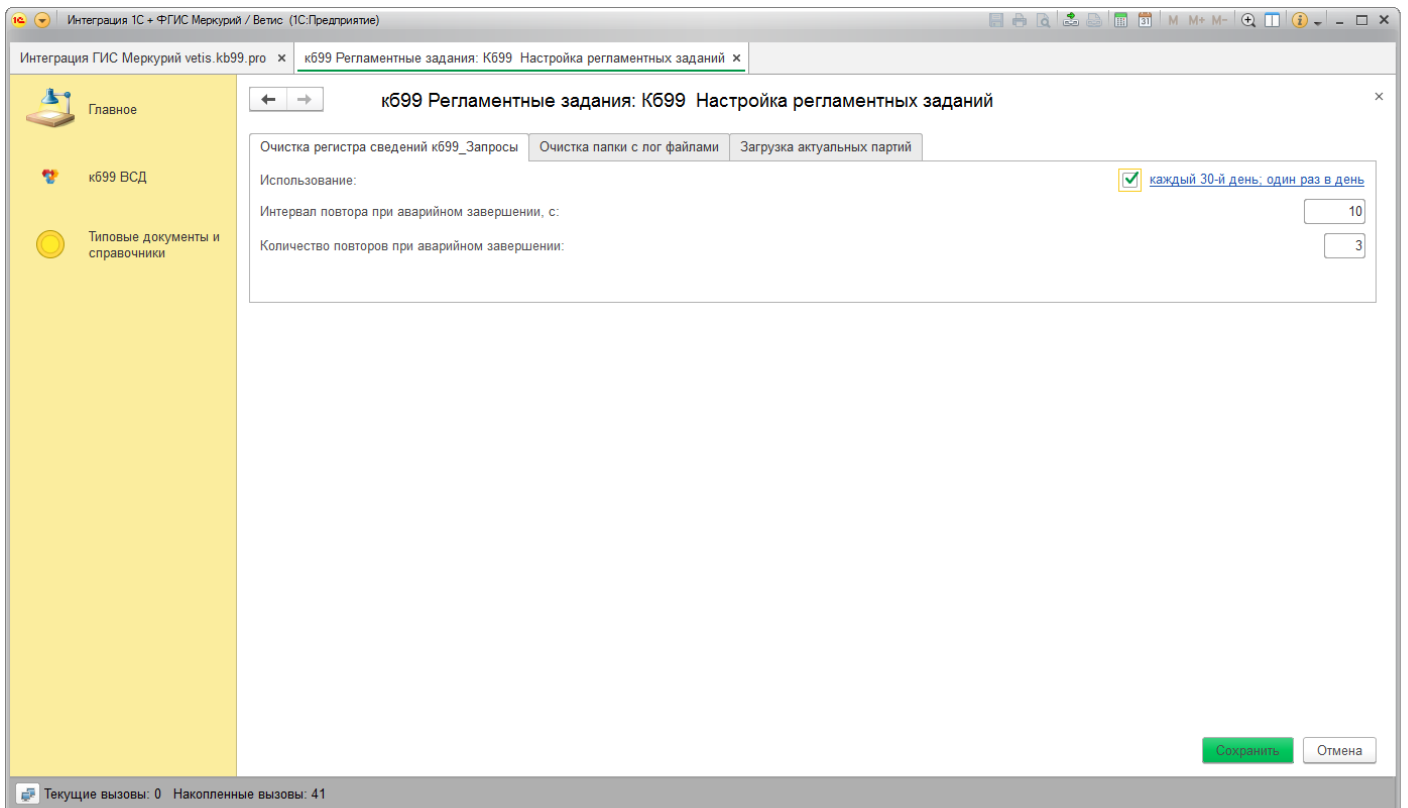 Интеграция 1С + ФГИС Меркурий / Ветис (1С:Предприятие)
M M+ M-
31
Интеграция ГИС Меркурий vetis.kb99.pro
кб99 Регламентные задания: Кб99 Настройка регламентных заданий
Главное
кб99 ВСД
Типовые документы и
справочники
кб99 Регламентные задания: Кб99 Настройка регламентных заданий
Очистка регистра сведений кб99_Запросы
Очистка папки с лог файлами
Загрузка актуальных партий
Использование:
каждый 30-й день; один раз в день
Интервал повтора при аварийном завершении, с:
10
Количество повторов при аварийном завершении:
3
Сохранить
Отмена
Текущие вызовы: 0 Накопленные вызовы: 41